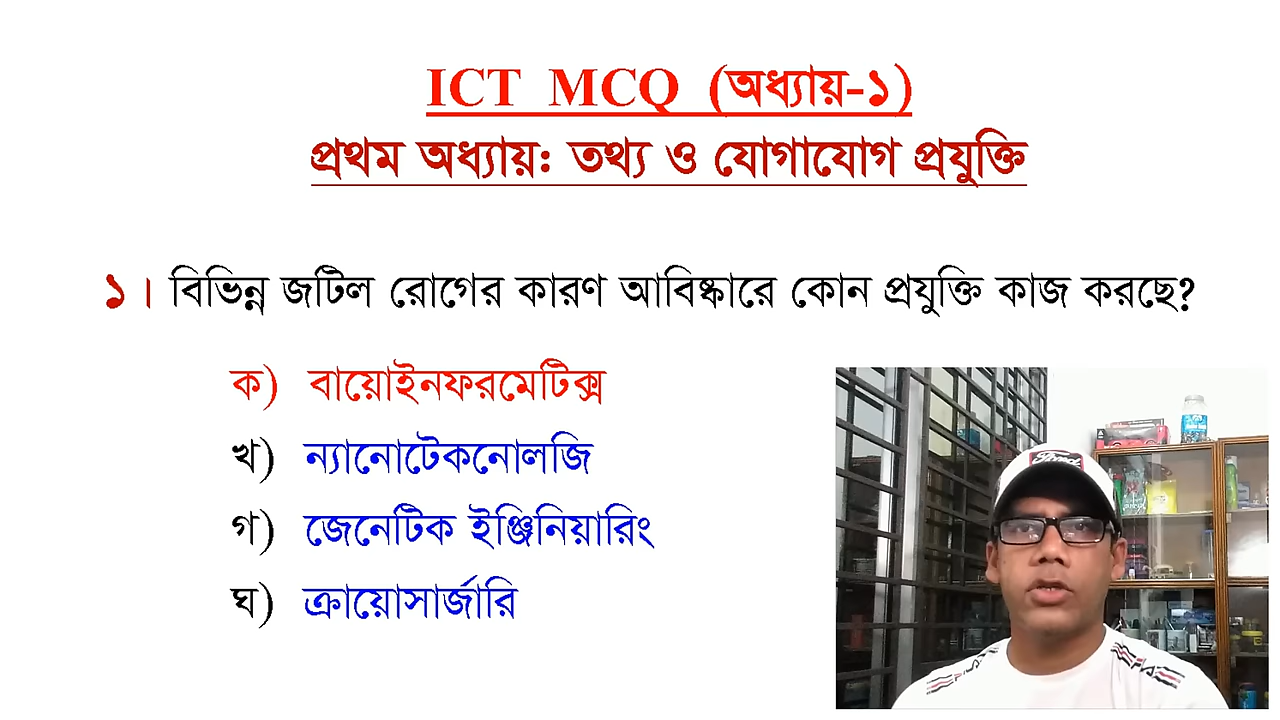 ICT MCQ (অধ্যায়-১)
প্রথম অধ্যায়ঃ তথ্য ও যোগাযোগ প্রযুক্তি
১। বিভিন্ন জটিল রোগের কারণ আবিষ্কারে কোন প্রযুক্তি কাজ করছে?
ক) বায়োইনফরমেটিক্স
খ) ন্যানোটেকনোলজি
গ) জেনেটিক ইঞ্জিনিয়ারিং
ঘ) ক্রায়োসার্জারি